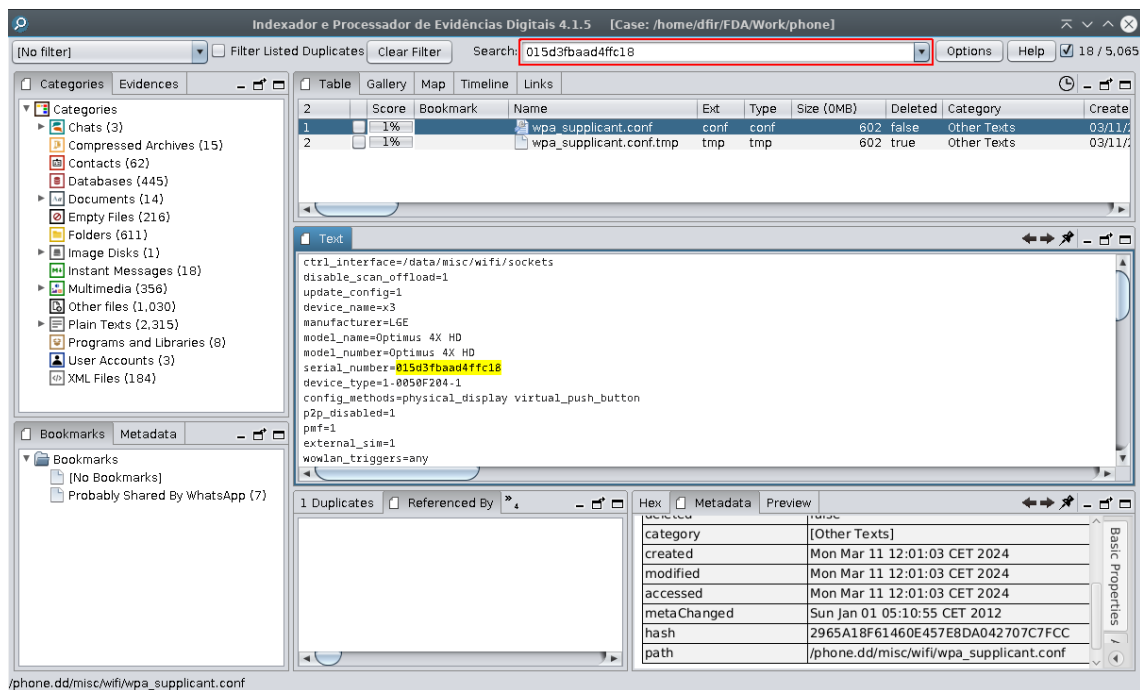 Indexador e Processador de Evidências Digitais 4.1.5 [Case: /home/dfir/FDA/Work/phone]
[No filter] Filter Listed Duplicates Clear Filter Search: 015d3fbaad4ffc18 Options Help 18 / 5,065
Categories Evidences
Categories
Chats (3)
Compressed Archives (15)
Contacts (62)
Databases (445)
Documents (14)
Empty Files (216)
Folders (611)
Image Disks (1)
Instant Messages (18)
Multimedia (356)
Other files (1,030)
Plain Texts (2,315)
Programs and Libraries (8)
User Accounts (3)
XML Files (184)
Bookmarks Metadata
Bookmarks
[No Bookmarks]
Probably Shared By WhatsApp (7)
Table Gallery Map Timeline Links
2 Score Bookmark Name Ext Type Size (0MB) Deleted Category Create
1 1% wpa_supplicant.conf conf conf 602 false Other Texts 03/11/
2 1% wpa_supplicant.conf.tmp tmp tmp 602 true Other Texts 03/11/
Text
ctrl_interface=/data/misc/wifi/sockets
disable_scan_offload=1
update_config=1
device_name=x3
manufacturer=LGE
model_name=Optimus 4X HD
model_number=Optimus 4X HD
serial_number=015d3fbaad4ffc18
device_type=1-0050F204-1
config_methods=physical_display virtual_push_button
p2p_disabled=1
pmf=1
external_sim=1
wowlan_triggers=any
1 Duplicates Referenced By »4
Hex Metadata Preview
deleted false
category [Other Texts]
created Mon Mar 11 12:01:03 CET 2024
modified Mon Mar 11 12:01:03 CET 2024
accessed Mon Mar 11 12:01:03 CET 2024
metaChanged Sun Jan 01 05:10:55 CET 2012
hash 2965A18F61460E457E8DA042707C7FCC
path /phone.dd/misc/wifi/wpa_supplicant.conf
Basic Properties
/phone.dd/misc/wifi/wpa_supplicant.conf